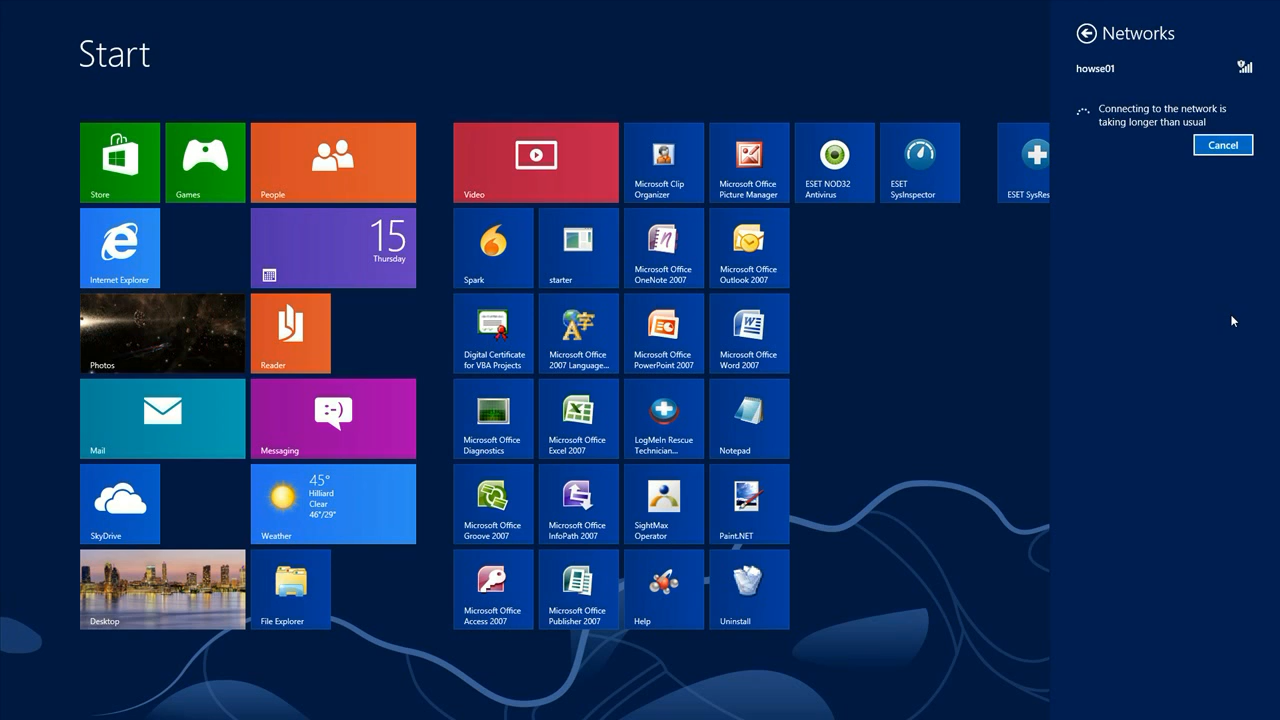 Start
Networks
howse01
Connecting to the network is
taking longer than usual
Cancel
Store
Games
People
Video
Microsoft Clip
Organizer
Microsoft Office
Picture Manager
ESET NOD32
Antivirus
ESET
SysInspector
ESET SysRes
Internet Explorer
15
Thursday
Spark
starter
Microsoft Office
OneNote 2007
Microsoft Office
Outlook 2007
Photos
Reader
Digital Certificate
for VBA Projects
Microsoft Office
2007 Language...
Microsoft Office
PowerPoint 2007
Microsoft Office
Word 2007
Mail
:-)
Messaging
Microsoft Office
Diagnostics
Microsoft Office
Excel 2007
LogMeIn Rescue
Technician...
Notepad
SkyDrive
45°
Hilliard
Clear
46°/29°
Weather
Microsoft Office
Groove 2007
Microsoft Office
InfoPath 2007
SightMax
Operator
Paint.NET
Desktop
File Explorer
Microsoft Office
Access 2007
Microsoft Office
Publisher 2007
Help
Uninstall